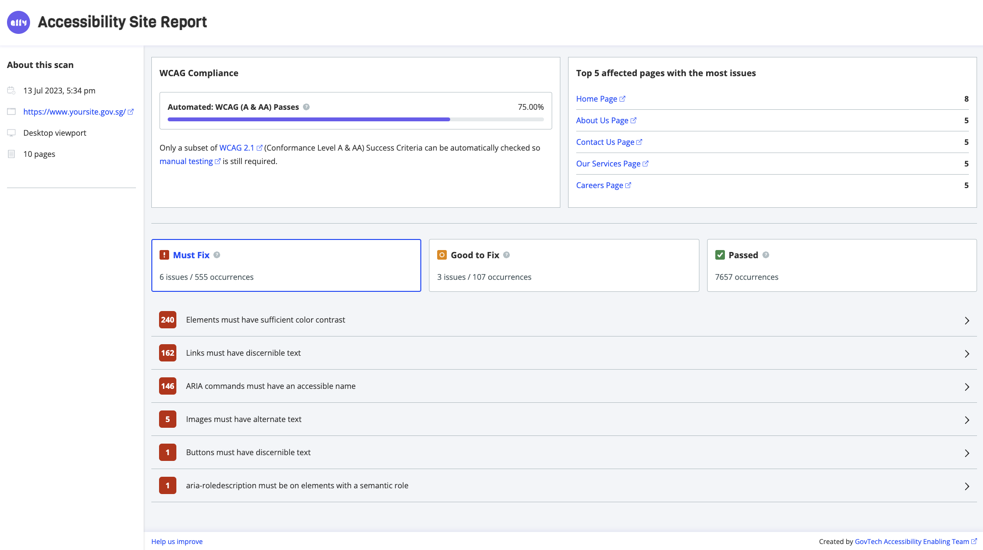 a11y Accessibility Site Report
About this scan
13 Jul 2023, 5:34 pm
https://www.yoursite.gov.sg/
Desktop viewport
10 pages
WCAG Compliance
Automated: WCAG (A & AA) Passes ? 75.00%
Only a subset of WCAG 2.1 (Conformance Level A & AA) Success Criteria can be automatically checked so
manual testing is still required.
Top 5 affected pages with the most issues
Home Page 8
About Us Page 5
Contact Us Page 5
Our Services Page 5
Careers Page 5
! Must Fix ?
6 issues / 555 occurrences
Good to Fix ?
3 issues / 107 occurrences
Passed ?
7657 occurrences
240 Elements must have sufficient color contrast
162 Links must have discernible text
146 ARIA commands must have an accessible name
5 Images must have alternate text
1 Buttons must have discernible text
1 aria-roledescription must be on elements with a semantic role
Help us improve
Created by GovTech Accessibility Enabling Team